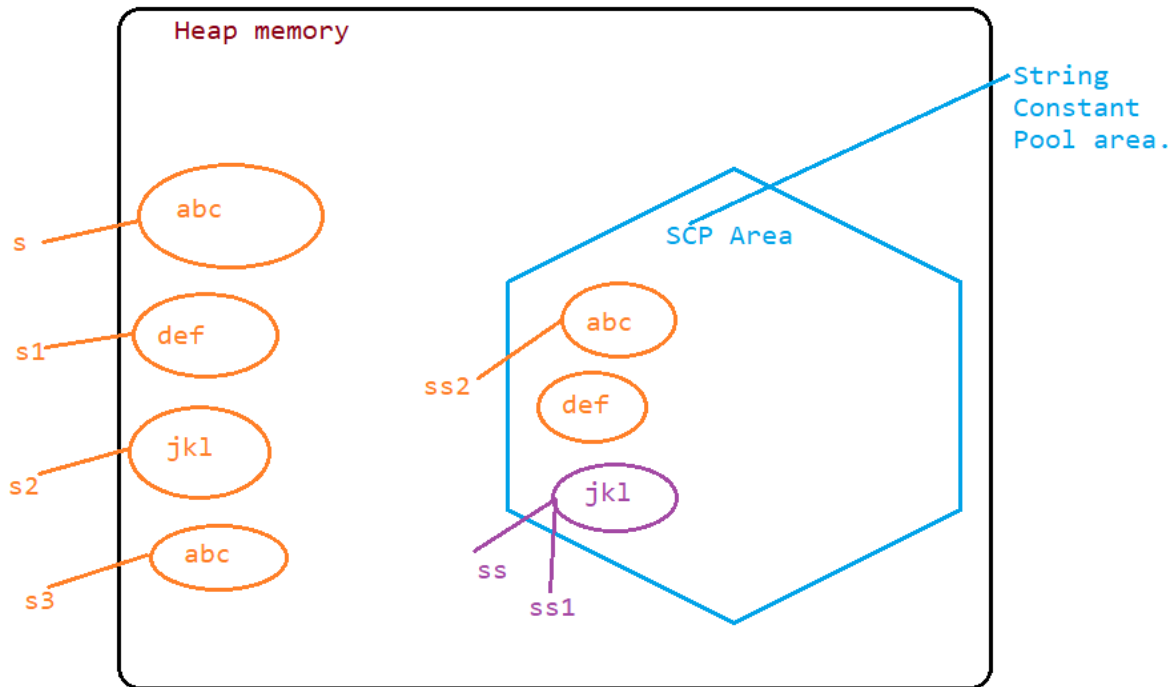 Heap memory
String
Constant
Pool area.
abc
s
SCP Area
abc
def
s1
ss2
def
jkl
s2
jkl
abc
ss
s3
ss1